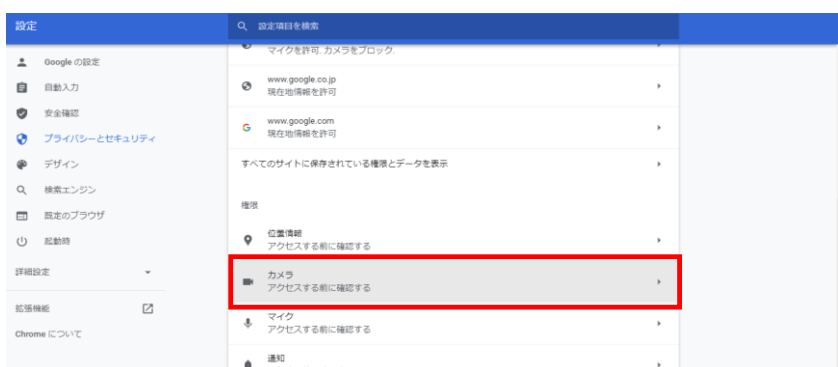 設定
設定項目を検索
Google の設定
自動入力
安全確認
プライバシーとセキュリティ
デザイン
検索エンジン
既定のブラウザ
起動時
詳細設定
拡張機能
Chrome について
マイクを許可, カメラをブロック,
www.google.co.jp
現在地情報を許可
www.google.com
現在地情報を許可
すべてのサイトに保存されている権限とデータを表示
権限
位置情報
アクセスする前に確認する
カメラ
アクセスする前に確認する
マイク
アクセスする前に確認する
通知